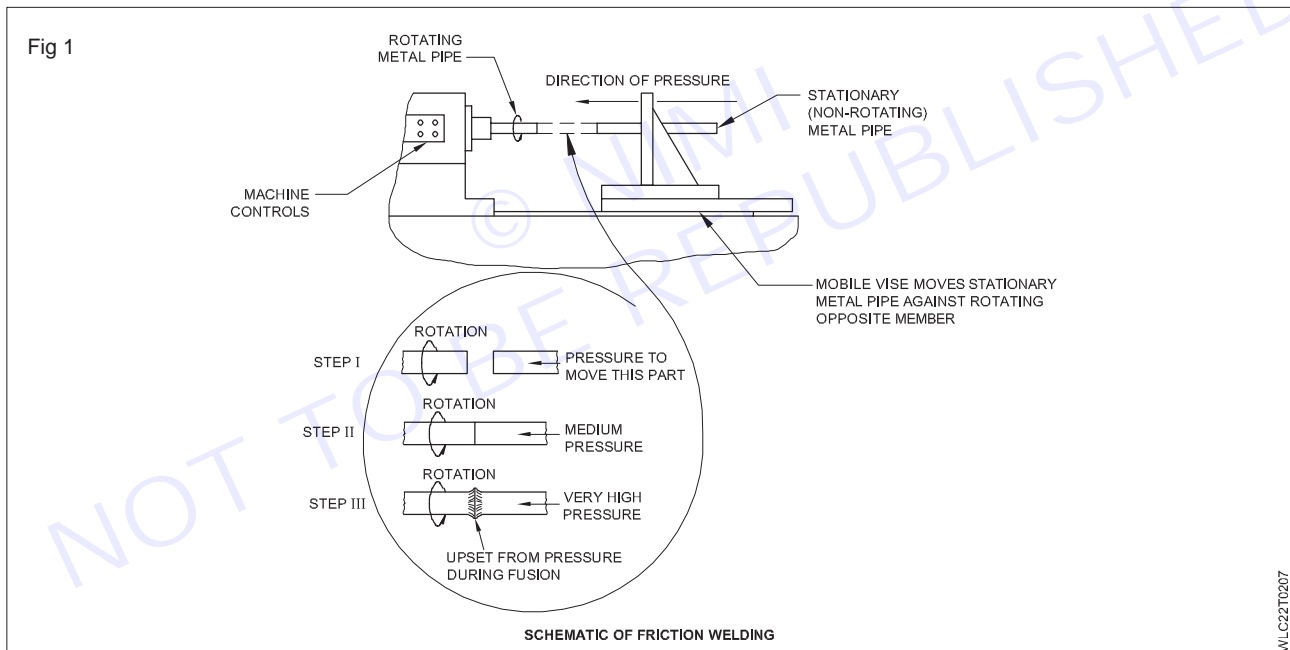 Fig 1
ROTATING
METAL PIPE
DIRECTION OF PRESSURE
STATIONARY
(NON-ROTATING)
METAL PIPE
MACHINE
CONTROLS
MOBILE VISE MOVES STATIONARY
METAL PIPE AGAINST ROTATING
OPPOSITE MEMBER
ROTATION
STEP I
PRESSURE TO
MOVE THIS PART
ROTATION
STEP II
MEDIUM
PRESSURE
ROTATION
STEP III
VERY HIGH
PRESSURE
UPSET FROM PRESSURE
DURING FUSION
SCHEMATIC OF FRICTION WELDING
WLC22T0207
© NIMI
NOT TO BE REPUBLISHED